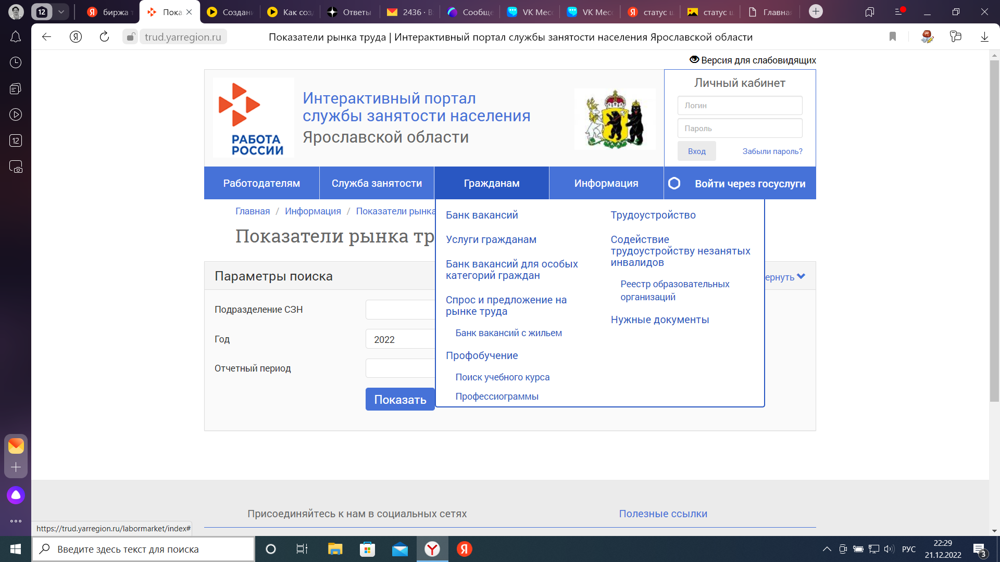 12
биржа т
Пока
Создани
Как созд
Ответы
2436 · В
Сообще
VK Месс
VK Месс
статус ш
статус ш
Главная
trud.yarregion.ru
Показатели рынка труда | Интерактивный портал службы занятости населения Ярославской области
12
Версия для слабовидящих
РАБОТА
РОССИИ
Интерактивный портал
службы занятости населения
Ярославской области
Личный кабинет
Логин
Пароль
Вход
Забыли пароль?
Работодателям
Служба занятости
Гражданам
Информация
Войти через госуслуги
Главная / Информация / Показатели рынка
Показатели рынка тр
Банк вакансий
Услуги гражданам
Банк вакансий для особых
категорий граждан
Спрос и предложение на
рынке труда
Банк вакансий с жильем
Профобучение
Поиск учебного курса
Профессиограммы
Трудоустройство
Содействие
трудоустройству незанятых
инвалидов
Реестр образовательных
организаций
Нужные документы
Параметры поиска
ернуть
Подразделение СЗН
Год
2022
Отчетный период
Показать
Присоединяйтесь к нам в социальных сетях
Полезные ссылки
https://trud.yarregion.ru/labormarket/index#
Введите здесь текст для поиска
РУС
22:29
21.12.2022
3